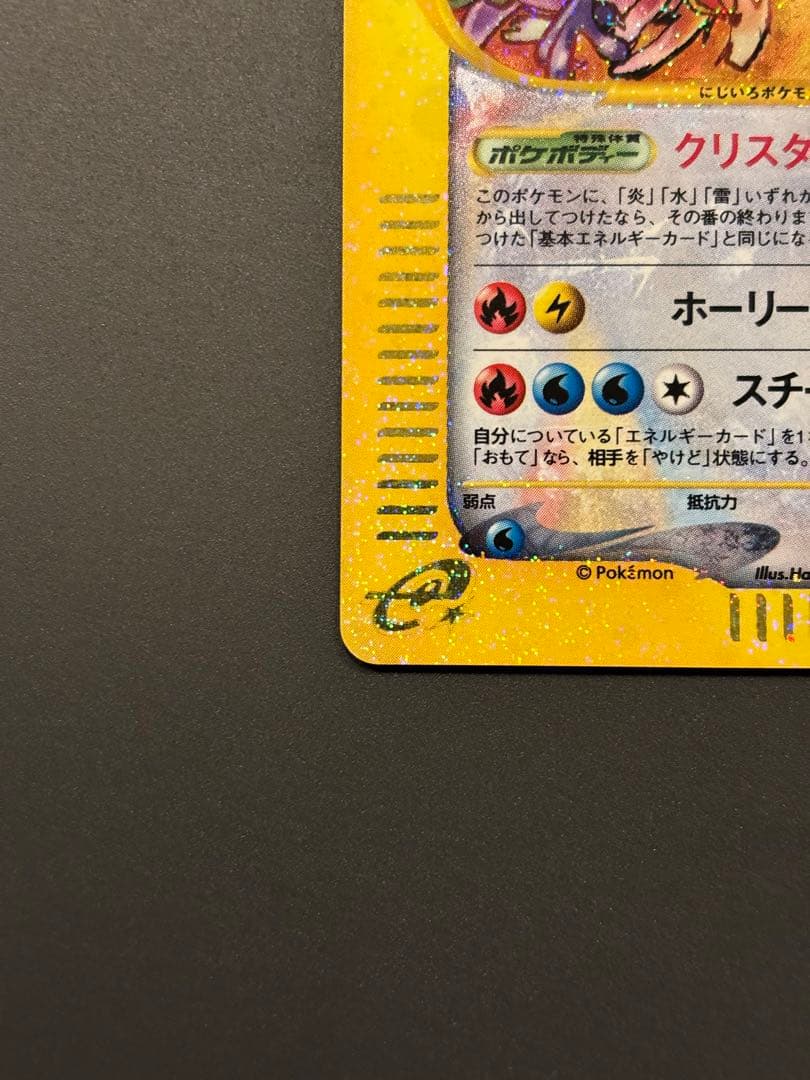 にじいろポケモ
特殊体質
ポケボディー クリスタ
このポケモンに、「炎」「水」「雷」いずれか
から出してつけたなら、その番の終わりま
つけた「基本エネルギーカード」と同じにな
ホーリー
スチ
自分についている「エネルギーカード」を1
「おもて」なら、相手を「やけど」状態にする。
弱点 抵抗力
© Pokémon Illus.Ha
e